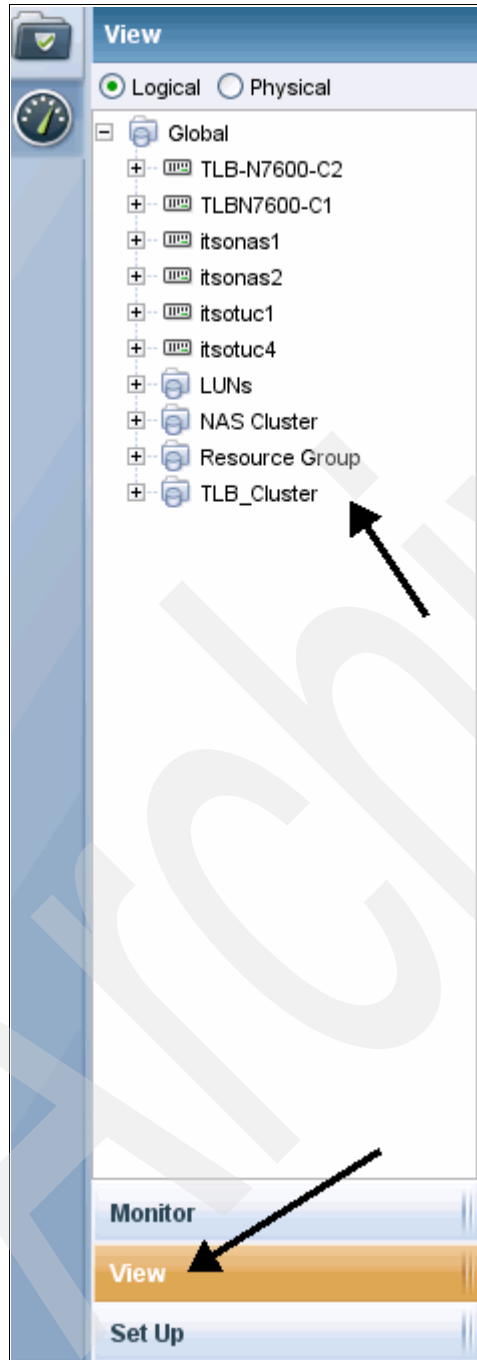 View
Logical Physical
Global
TLB-N7600-C2
TLBN7600-C1
itsonas1
itsonas2
itsotuc1
itsotuc4
LUNs
NAS Cluster
Resource Group
TLB_Cluster
Monitor
View
Set Up